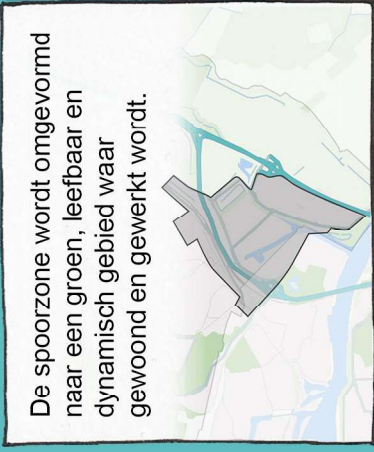 De spoorzone wordt omgevormd
naar een groen, leefbaar en
dynamisch gebied waar
gewoond en gewerkt wordt.